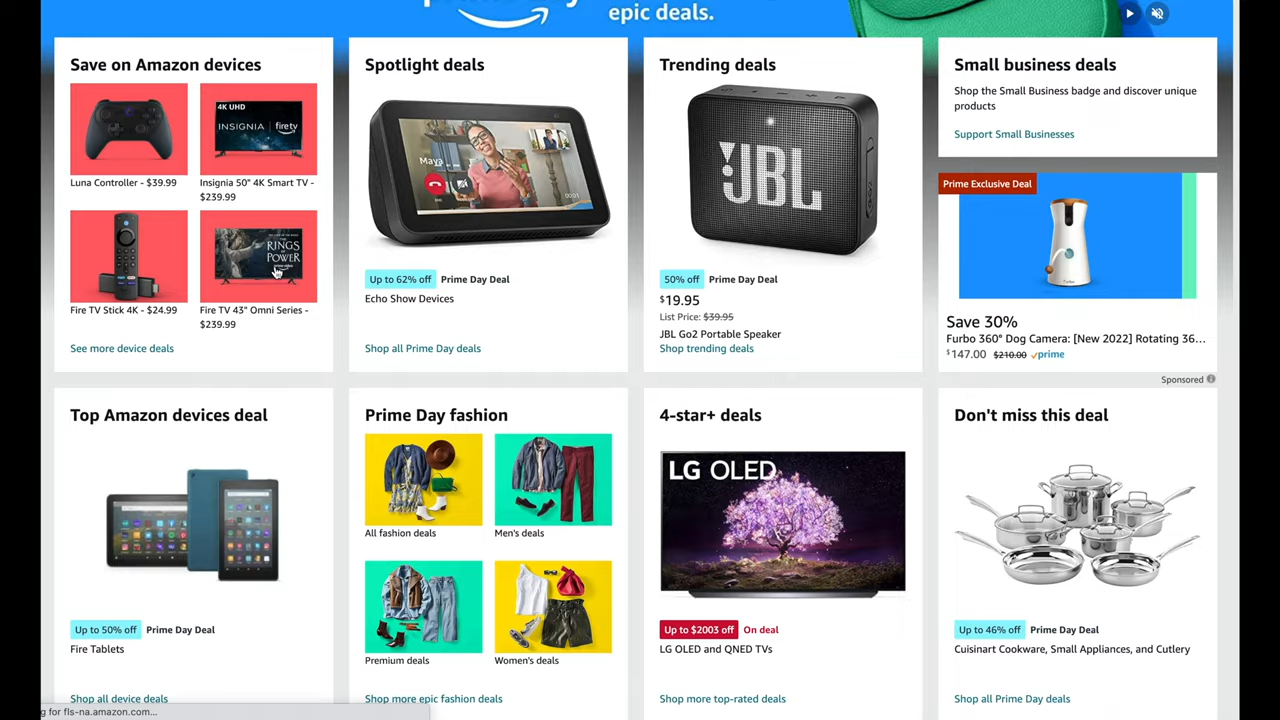 epic deals.
Save on Amazon devices
4K UHD
INSIGNIA firetv
Luna Controller - $39.99
Insignia 50" 4K Smart TV -
$239.99
RINGS
OF
POWER
Fire TV Stick 4K - $24.99
Fire TV 43" Omni Series -
$239.99
See more device deals
Spotlight deals
Maya
Up to 62% off Prime Day Deal
Echo Show Devices
Shop all Prime Day deals
Trending deals
JBL
50% off Prime Day Deal
$19.95
List Price: $39.95
JBL Go2 Portable Speaker
Shop trending deals
Small business deals
Shop the Small Business badge and discover unique
products
Support Small Businesses
Prime Exclusive Deal
Save 30%
Furbo 360° Dog Camera: [New 2022] Rotating 36...
$147.00 $210.00 prime
Sponsored
Top Amazon devices deal
Up to 50% off Prime Day Deal
Fire Tablets
Shop all device deals
Prime Day fashion
All fashion deals
Men's deals
Premium deals
Women's deals
Shop more epic fashion deals
4-star+ deals
LG OLED
Up to $2003 off On deal
LG OLED and QNED TVs
Shop more top-rated deals
Don't miss this deal
Up to 46% off Prime Day Deal
Cuisinart Cookware, Small Appliances, and Cutlery
Shop all Prime Day deals
g for fls-na.amazon.com...